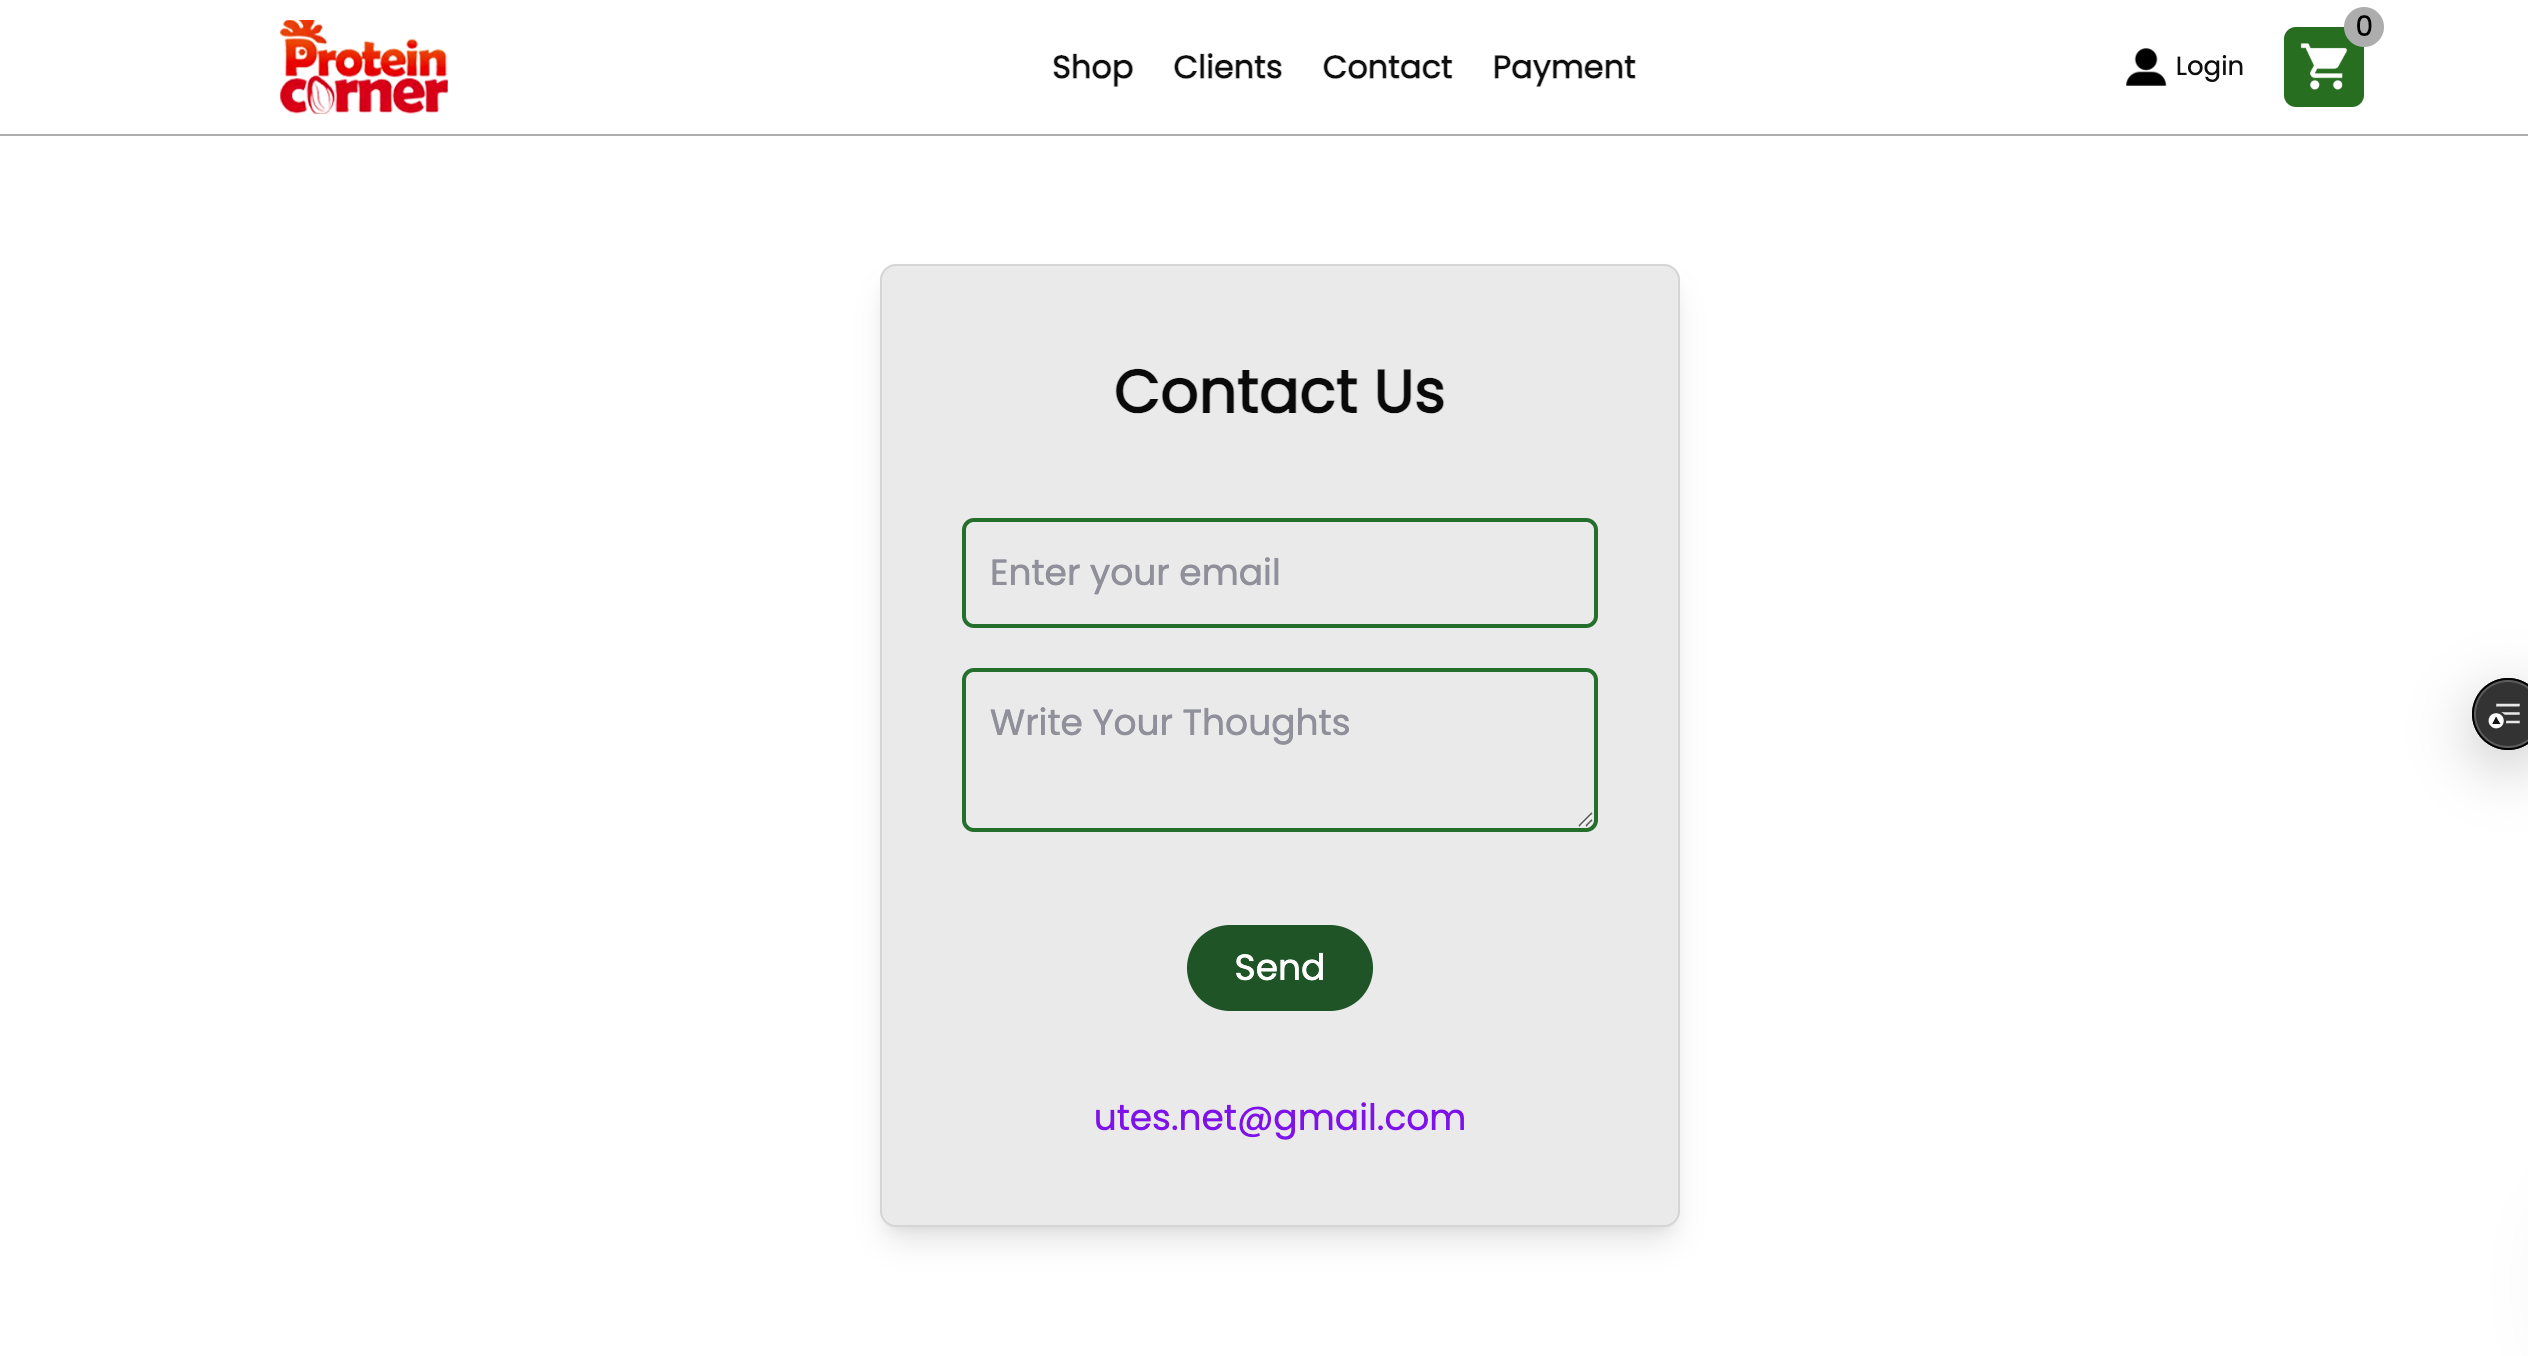 Protein
corner
Shop
Clients
Contact
Payment
Login
0
Contact Us
Enter your email
Write Your Thoughts
Send
utes.net@gmail.com